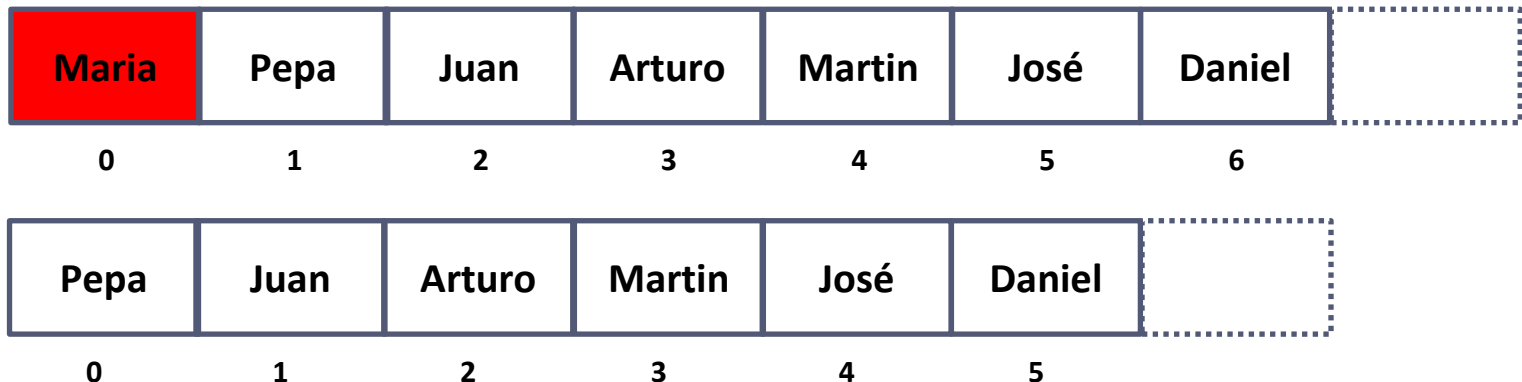 Maria Pepa Juan Arturo Martin José Daniel
0 1 2 3 4 5 6
Pepa Juan Arturo Martin José Daniel
0 1 2 3 4 5